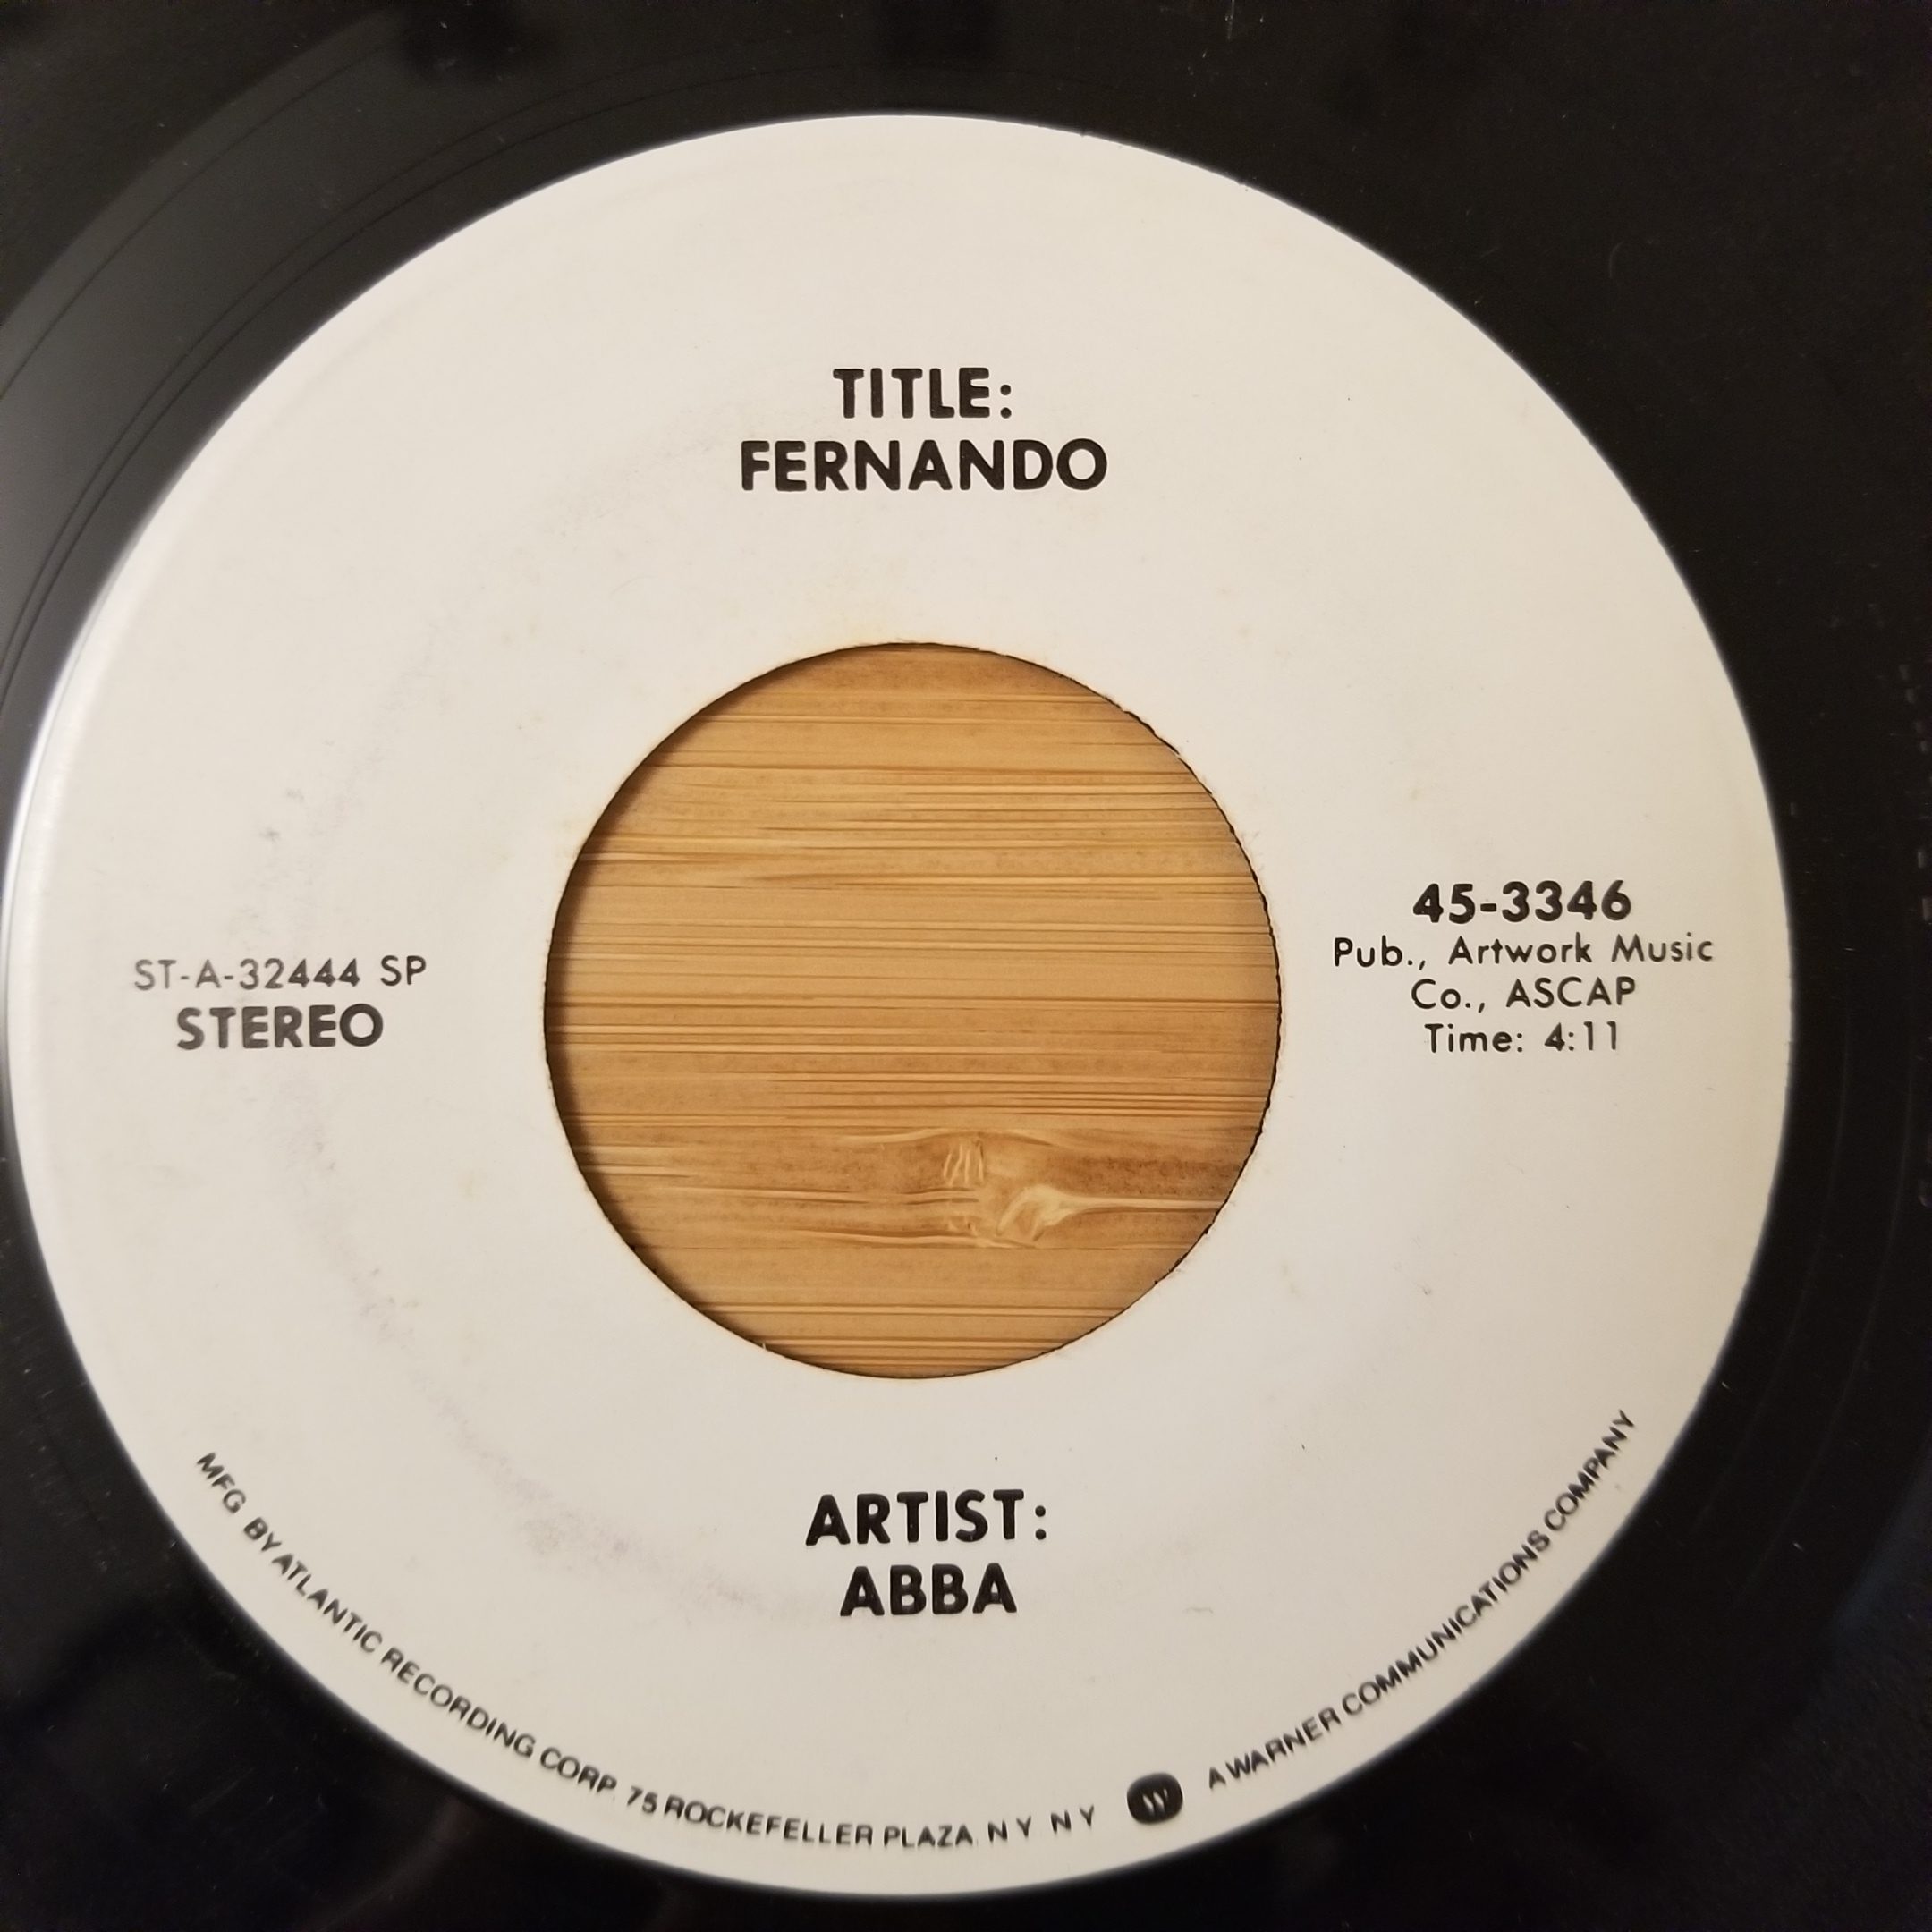 TITLE:
FERNANDO
ST-A-32444 SP
STEREO
45-3346
Pub., Artwork Music
Co., ASCAP
Time: 4:11
ARTIST:
ABBA
MFG BY ATLANTIC RECORDING CORP. 75 ROCKEFELLER PLAZA N Y N Y
A WARNER COMMUNICATIONS COMPANY